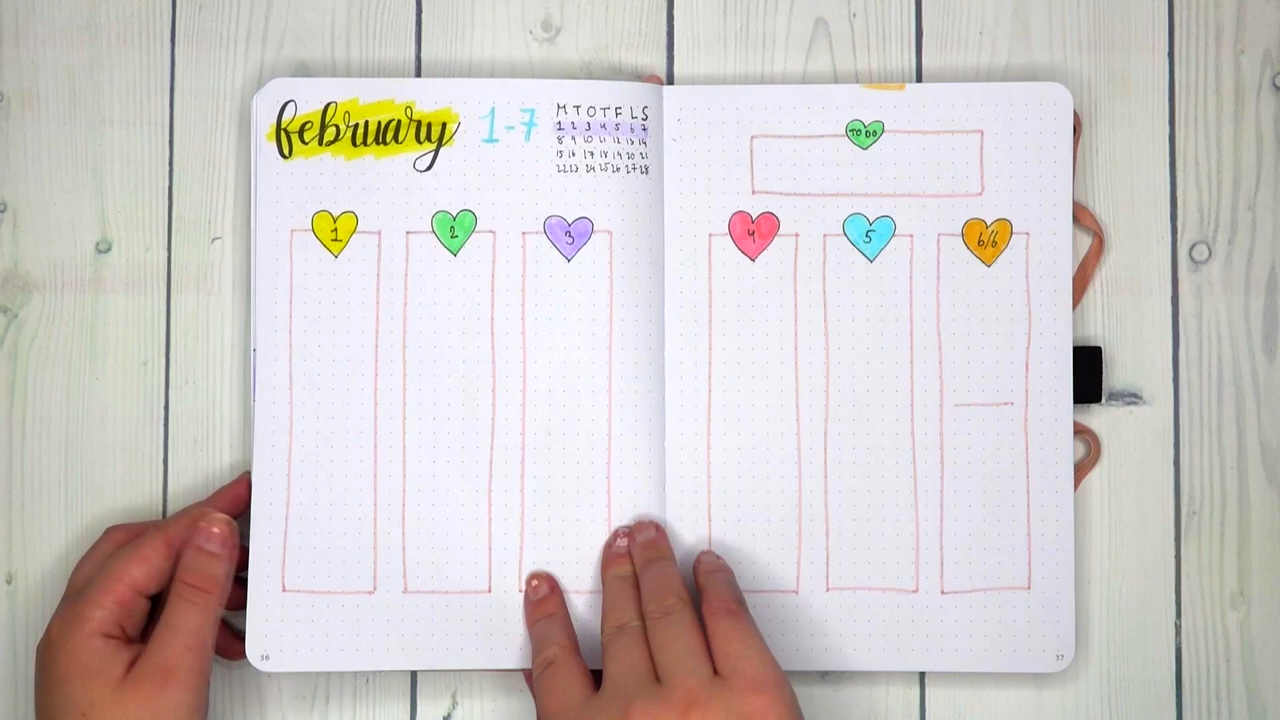 february 1-7
M T O T F L S
1 2 3 4 5 6 7
8 9 10 11 12 13 14
15 16 17 18 19 20 21
22 23 24 25 26 27 28
1 2 3
36
TO DO
4 5 6/6
37